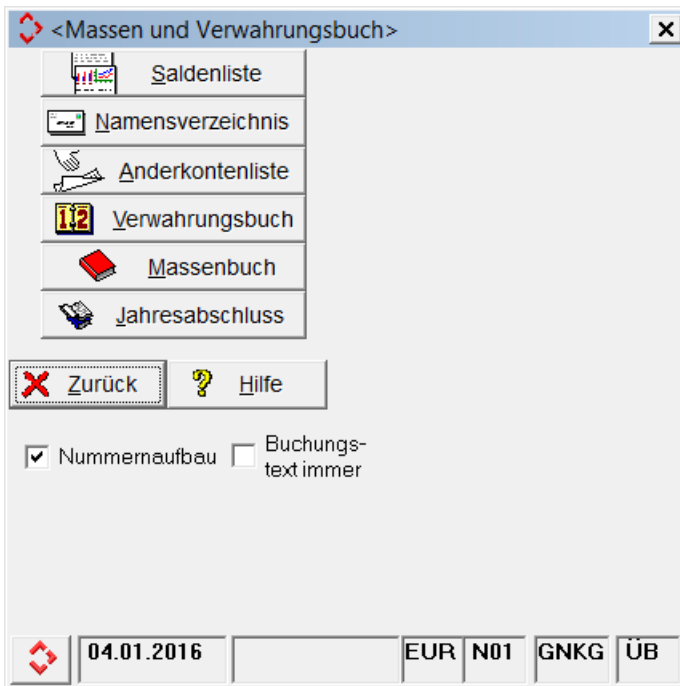 <Massen und Verwahrungsbuch>
Saldenliste
Namensverzeichnis
Anderkontenliste
Verwahrungsbuch
Massenbuch
Jahresabschluss
Zurück Hilfe
Nummernaufbau Buchungs-
text immer
04.01.2016 EUR N01 GNKG ÜB